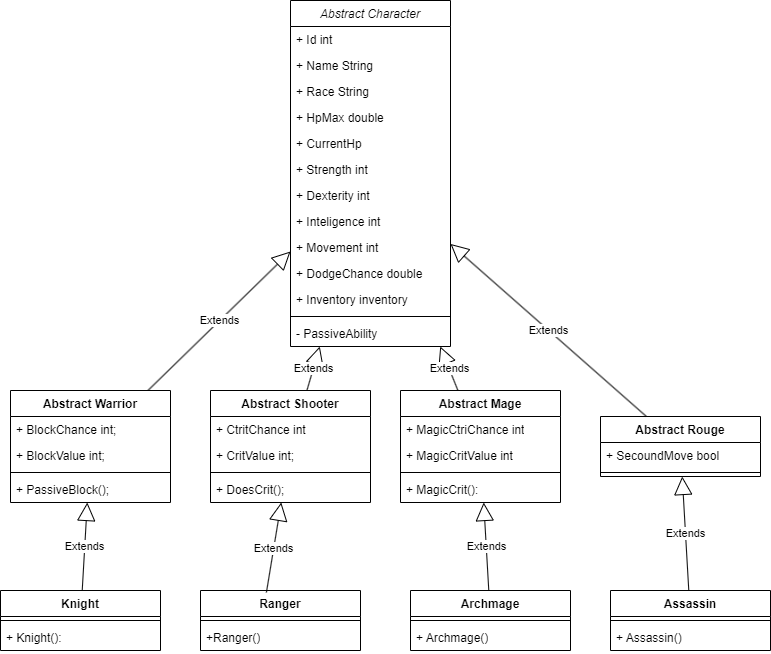 Abstract Character
+ Id int
+ Name String
+ Race String
+ HpMax double
+ CurrentHp
+ Strength int
+ Dexterity int
+ Inteligence int
+ Movement int
+ DodgeChance double
+ Inventory inventory
- PassiveAbility
Extends
Extends
Extends
Extends
Abstract Warrior
+ BlockChance int;
+ BlockValue int;
+ PassiveBlock();
Abstract Shooter
+ CtritChance int
+ CritValue int;
+ DoesCrit();
Abstract Mage
+ MagicCtriChance int
+ MagicCritValue int
+ MagicCrit():
Abstract Rouge
+ SecoundMove bool
Extends
Extends
Extends
Extends
Knight
+ Knight():
Ranger
+Ranger()
Archmage
+ Archmage()
Assassin
+ Assassin()